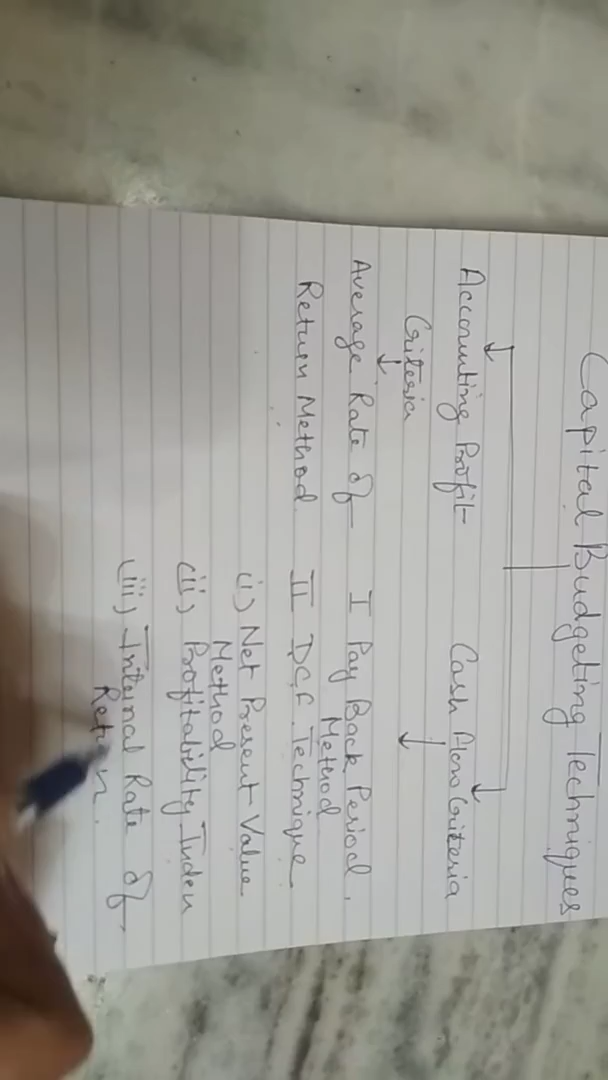 Capital Budgeting Techniques
Accounting Profit Cash Flow Criteria
Criteria
Average Rate of I Pay Back Period.
Return Method. Method
II DCF Technique
(i) Net Present Value
Method
(ii) Profitability Index
(iii) Internal Rate of
Return.